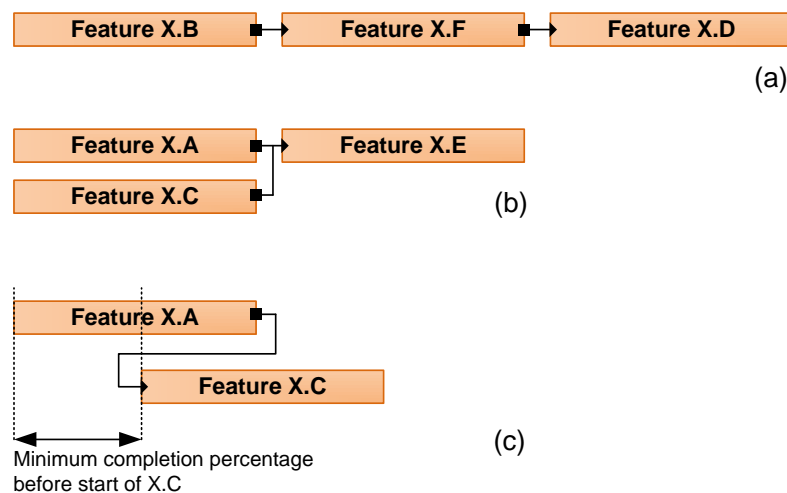 Feature X.B Feature X.F Feature X.D
(a)
Feature X.A Feature X.E
Feature X.C
(b)
Feature X.A
Feature X.C
(c)
Minimum completion percentage
before start of X.C